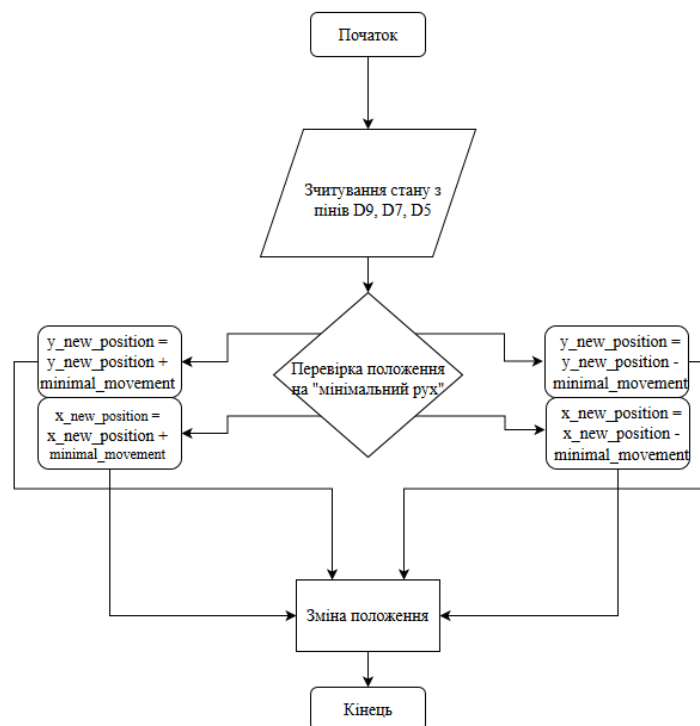 Початок
Зчитування стану з
пінів D9, D7, D5
y_new_position =
y_new_position +
minimal_movement
Перевірка положення
на "мінімальний рух"
y_new_position =
y_new_position -
minimal_movement
x_new_position =
x_new_position +
minimal_movement
x_new_position =
x_new_position -
minimal_movement
Зміна положення
Кінець